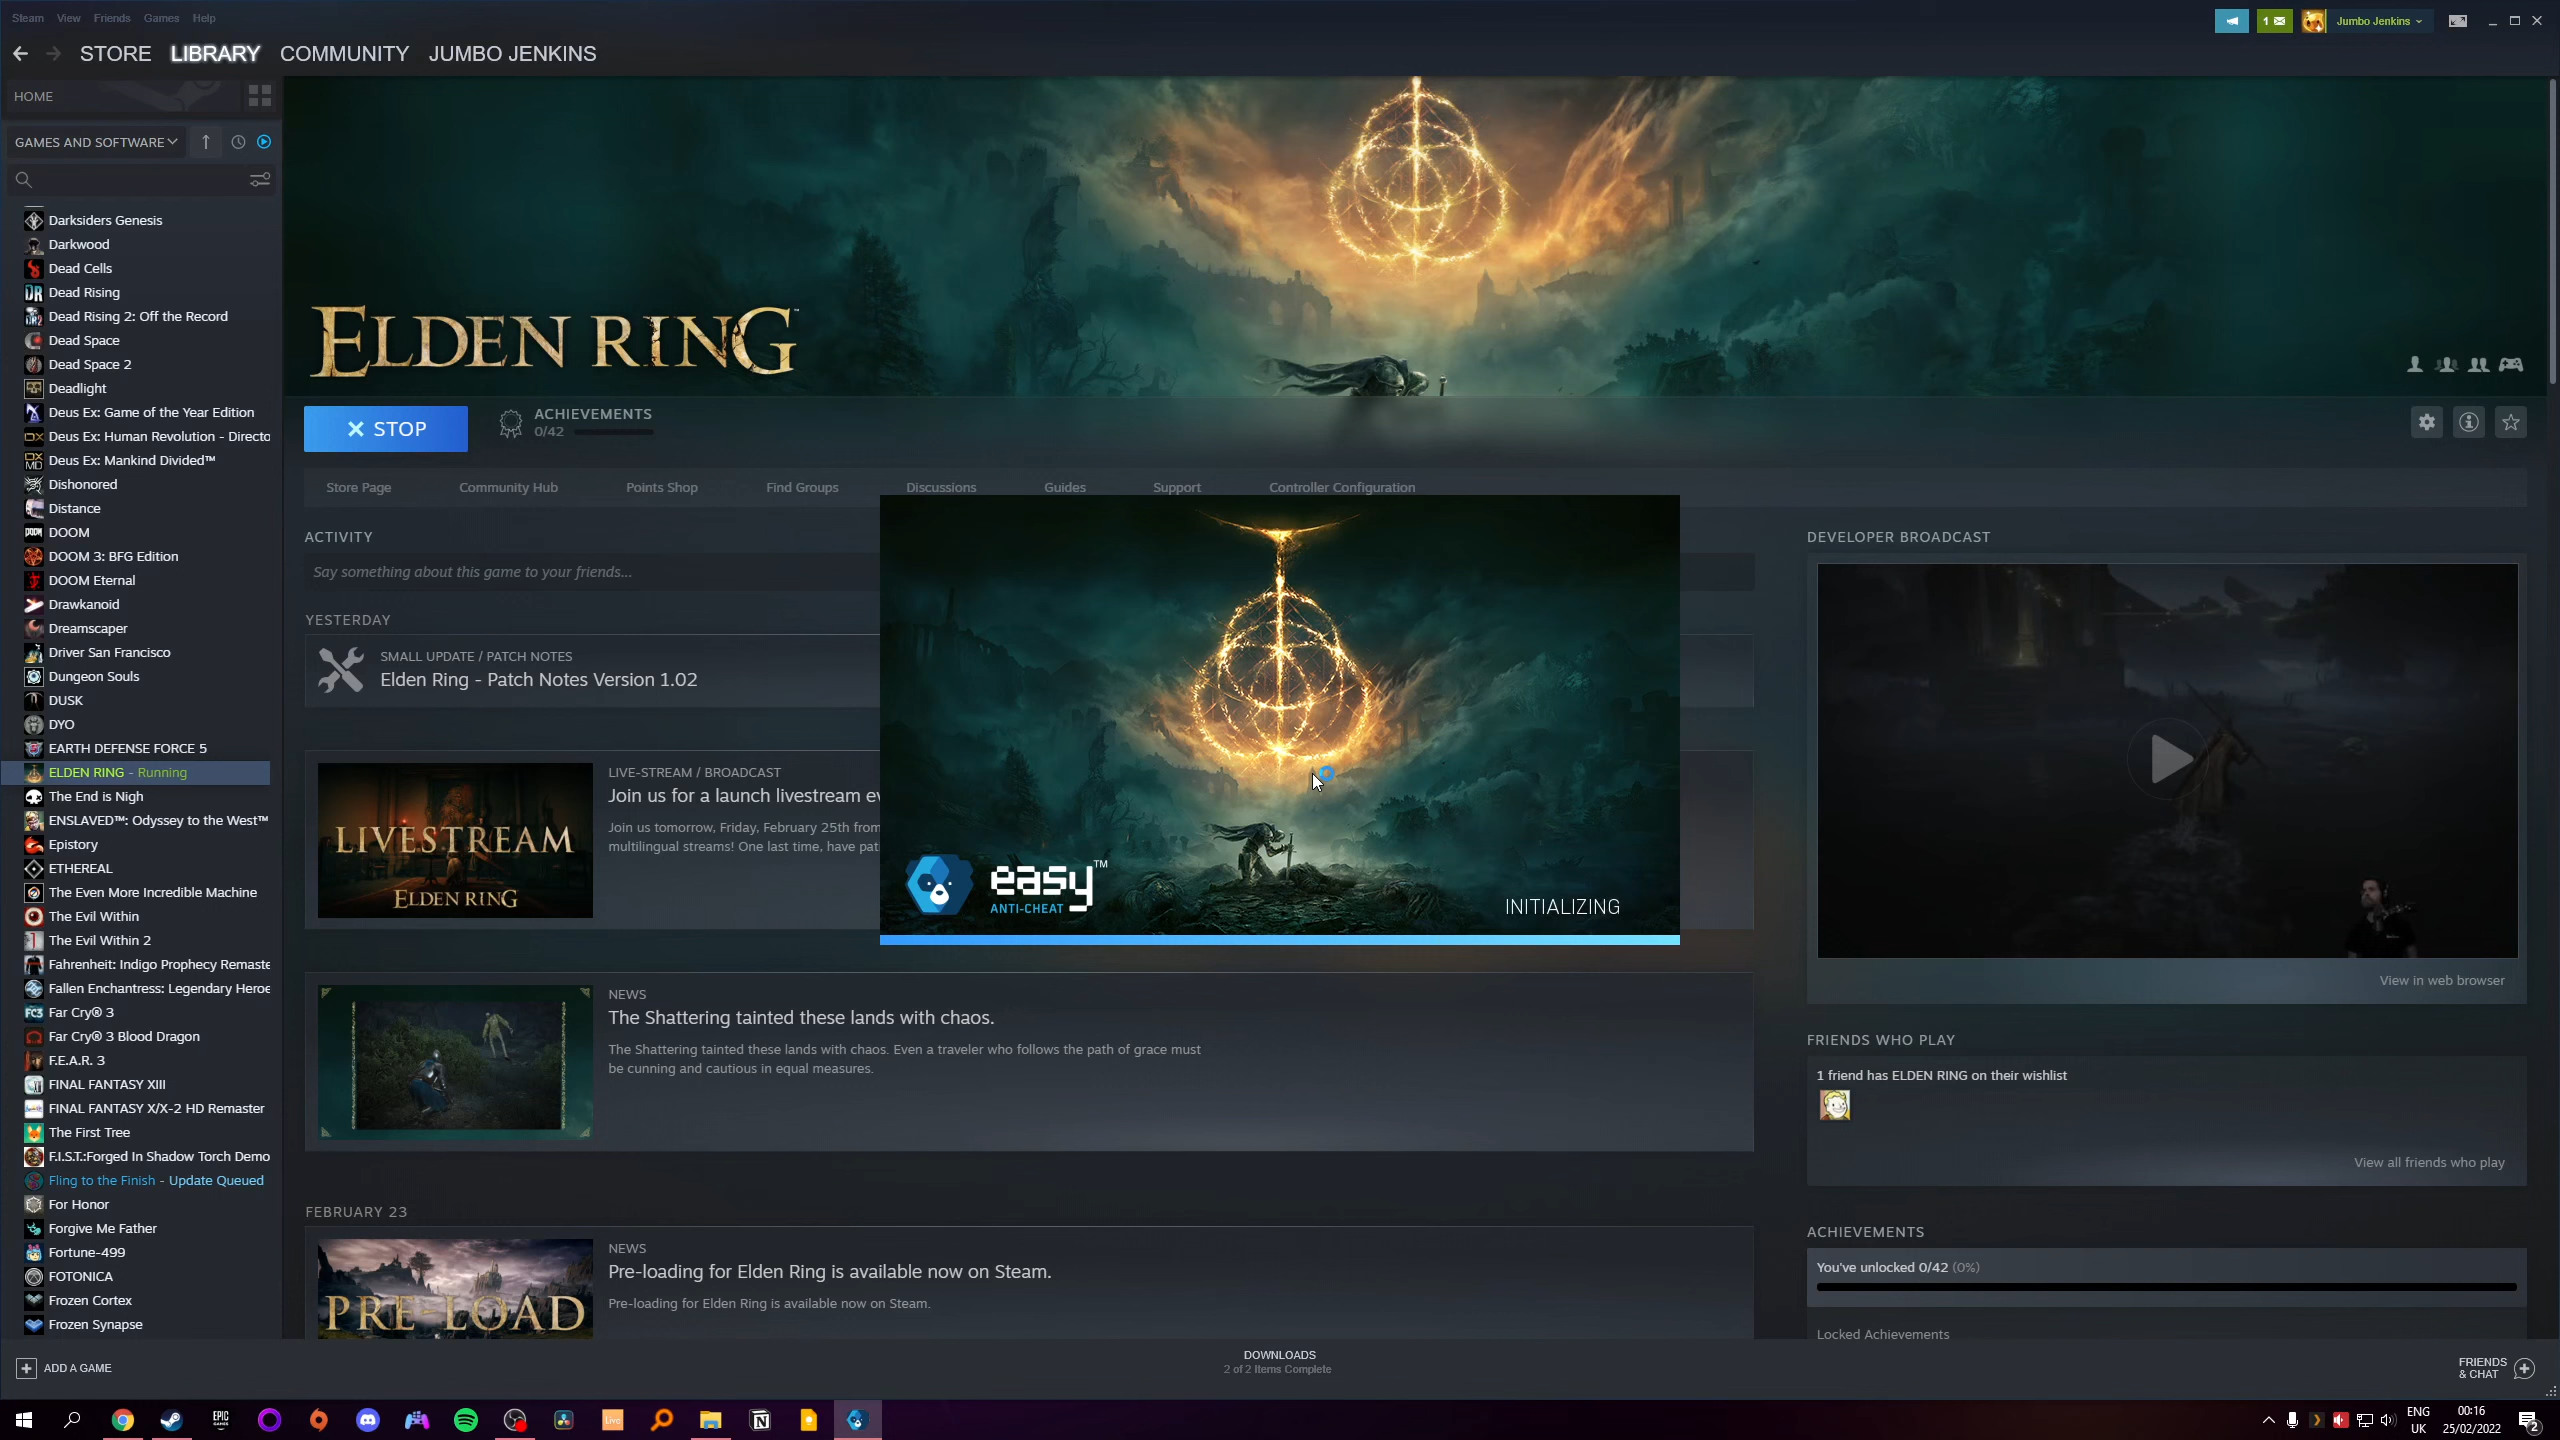 Steam View Friends Games Help
1
Jumbo Jenkins
STORE LIBRARY COMMUNITY JUMBO JENKINS
HOME
GAMES AND SOFTWARE
Darksiders Genesis
Darkwood
Dead Cells
Dead Rising
Dead Rising 2: Off the Record
Dead Space
Dead Space 2
Deadlight
Deus Ex: Game of the Year Edition
Deus Ex: Human Revolution - Directo
Deus Ex: Mankind Divided™
Dishonored
Distance
DOOM
DOOM 3: BFG Edition
DOOM Eternal
Drawkanoid
Dreamscaper
Driver San Francisco
Dungeon Souls
DUSK
DYO
EARTH DEFENSE FORCE 5
ELDEN RING - Running
The End is Nigh
ENSLAVED™: Odyssey to the West™
Epistory
ETHEREAL
The Even More Incredible Machine
The Evil Within
The Evil Within 2
Fahrenheit: Indigo Prophecy Remaste
Fallen Enchantress: Legendary Heroe
Far Cry® 3
Far Cry® 3 Blood Dragon
F.E.A.R. 3
FINAL FANTASY XIII
FINAL FANTASY X/X-2 HD Remaster
The First Tree
F.I.S.T.:Forged In Shadow Torch Demo
Fling to the Finish - Update Queued
For Honor
Forgive Me Father
Fortune-499
FOTONICA
Frozen Cortex
Frozen Synapse
ELDEN RING™
STOP
ACHIEVEMENTS
0/42
Store Page Community Hub Points Shop Find Groups Discussions Guides Support Controller Configuration
ACTIVITY
Say something about this game to your friends...
YESTERDAY
SMALL UPDATE / PATCH NOTES
Elden Ring - Patch Notes Version 1.02
LIVESTREAM
ELDEN RING
LIVE-STREAM / BROADCAST
Join us for a launch livestream ev
Join us tomorrow, Friday, February 25th from
multilingual streams! One last time, have pat
easy™
ANTI-CHEAT
INITIALIZING
NEWS
The Shattering tainted these lands with chaos.
The Shattering tainted these lands with chaos. Even a traveler who follows the path of grace must
be cunning and cautious in equal measures.
FEBRUARY 23
PRE-LOAD
NEWS
Pre-loading for Elden Ring is available now on Steam.
Pre-loading for Elden Ring is available now on Steam.
DEVELOPER BROADCAST
View in web browser
FRIENDS WHO PLAY
1 friend has ELDEN RING on their wishlist
View all friends who play
ACHIEVEMENTS
You've unlocked 0/42 (0%)
Locked Achievements
ADD A GAME
DOWNLOADS
2 of 2 Items Complete
FRIENDS
& CHAT
EPIC
GAMES
Live
ENG
UK
00:16
25/02/2022
2